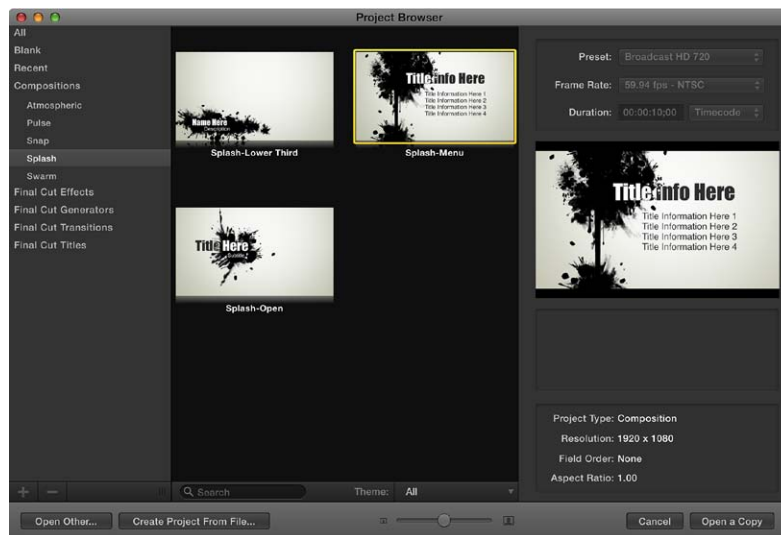 Project Browser
All
Blank
Recent
Compositions
Atmospheric
Pulse
Snap
Splash
Swarm
Final Cut Effects
Final Cut Generators
Final Cut Transitions
Final Cut Titles
Name Here
Description
Splash-Lower Third
Title Info Here
Title Information Here 1
Title Information Here 2
Title Information Here 3
Title Information Here 4
Splash-Menu
Title Here
Subtitle
Splash-Open
Preset: Broadcast HD 720
Frame Rate: 59.94 fps - NTSC
Duration: 00:00:10;00 Timecode
Title Info Here
Title Information Here 1
Title Information Here 2
Title Information Here 3
Title Information Here 4
Project Type: Composition
Resolution: 1920 x 1080
Field Order: None
Aspect Ratio: 1.00
Search
Theme: All
Open Other...
Create Project From File...
Cancel
Open a Copy